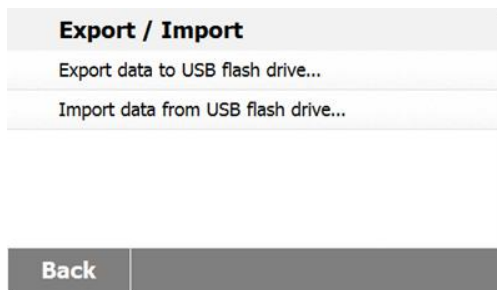 Export / Import
Export data to USB flash drive...
Import data from USB flash drive...
Back